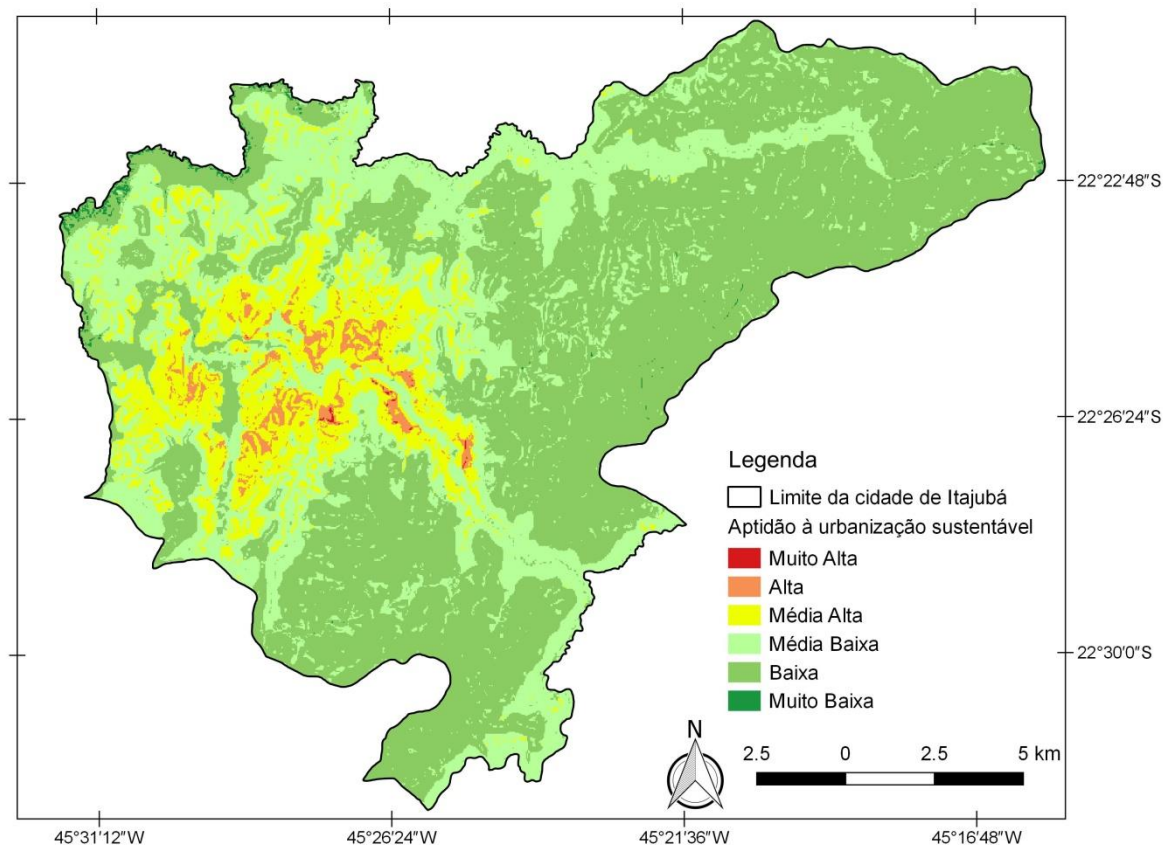 22°22'48"S
22°26'24"S
Legenda
Limite da cidade de Itajubá
Aptidão à urbanização sustentável
Muito Alta
Alta
Média Alta
Média Baixa
Baixa
Muito Baixa
22°30'0"S
N
2.5 0 2.5 5 km
45°31'12"W 45°26'24"W 45°21'36"W 45°16'48"W